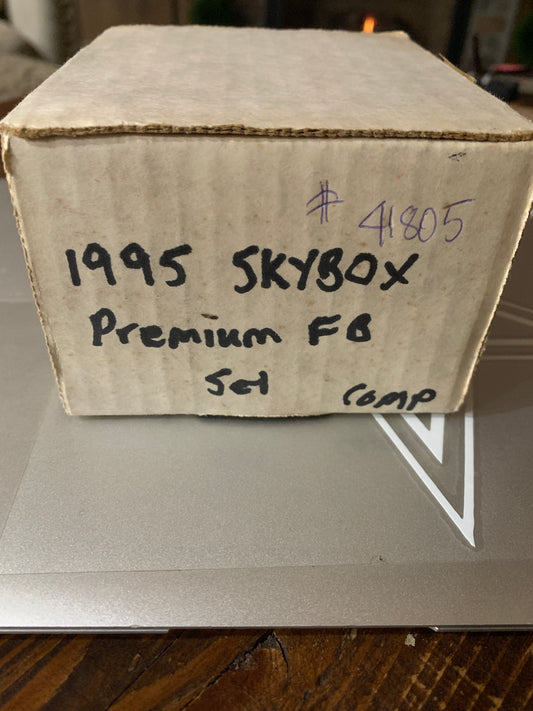 # 41805
1995 SKYBOX
Premium FB
Set COMP